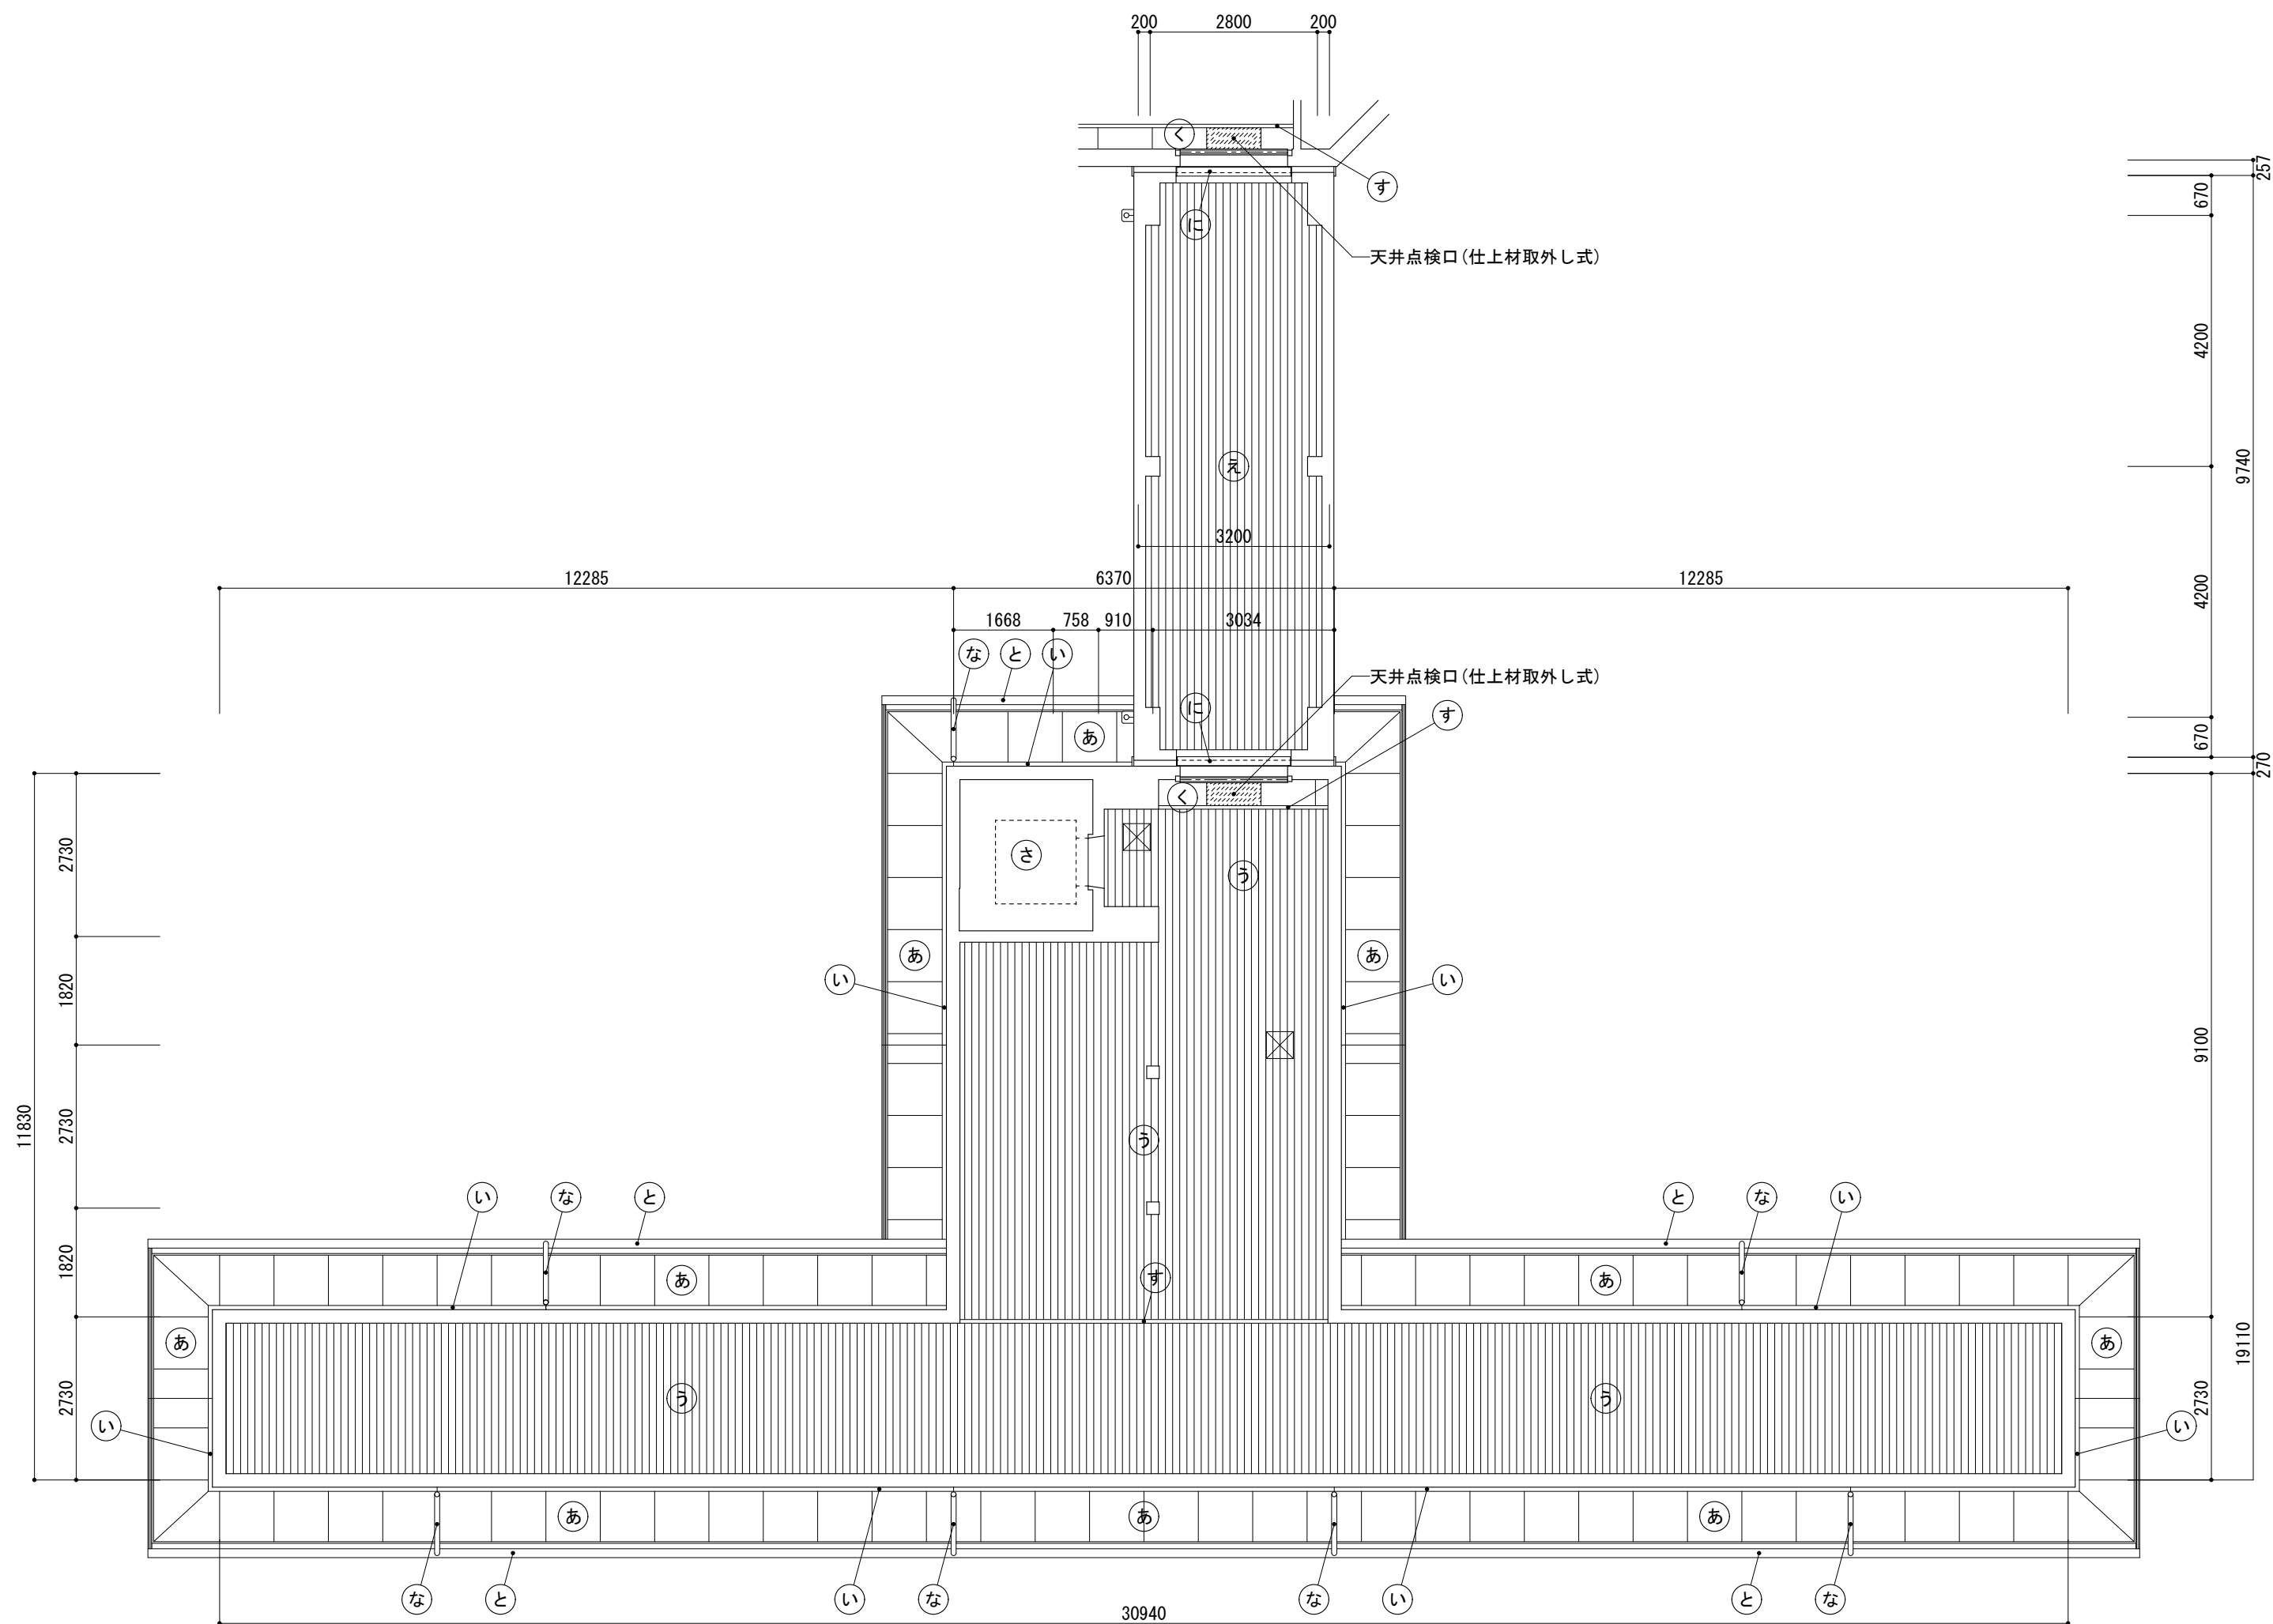 200 2800 200
く
257
す
670
に
天井点検口(仕上材取外し式)
4200
え
9740
3200
12285 6370 12285
4200
1668 758 910 3034
な と い
天井点検口(仕上材取外し式)
に す
あ 670
270
く
2730 さ う
あ あ
い い
1820
9100
11830 2730 う
い な と と な い
1820 あ す あ
あ あ
19110
2730 う う 2730
い い
あ あ あ
な と い な な い と な
30940